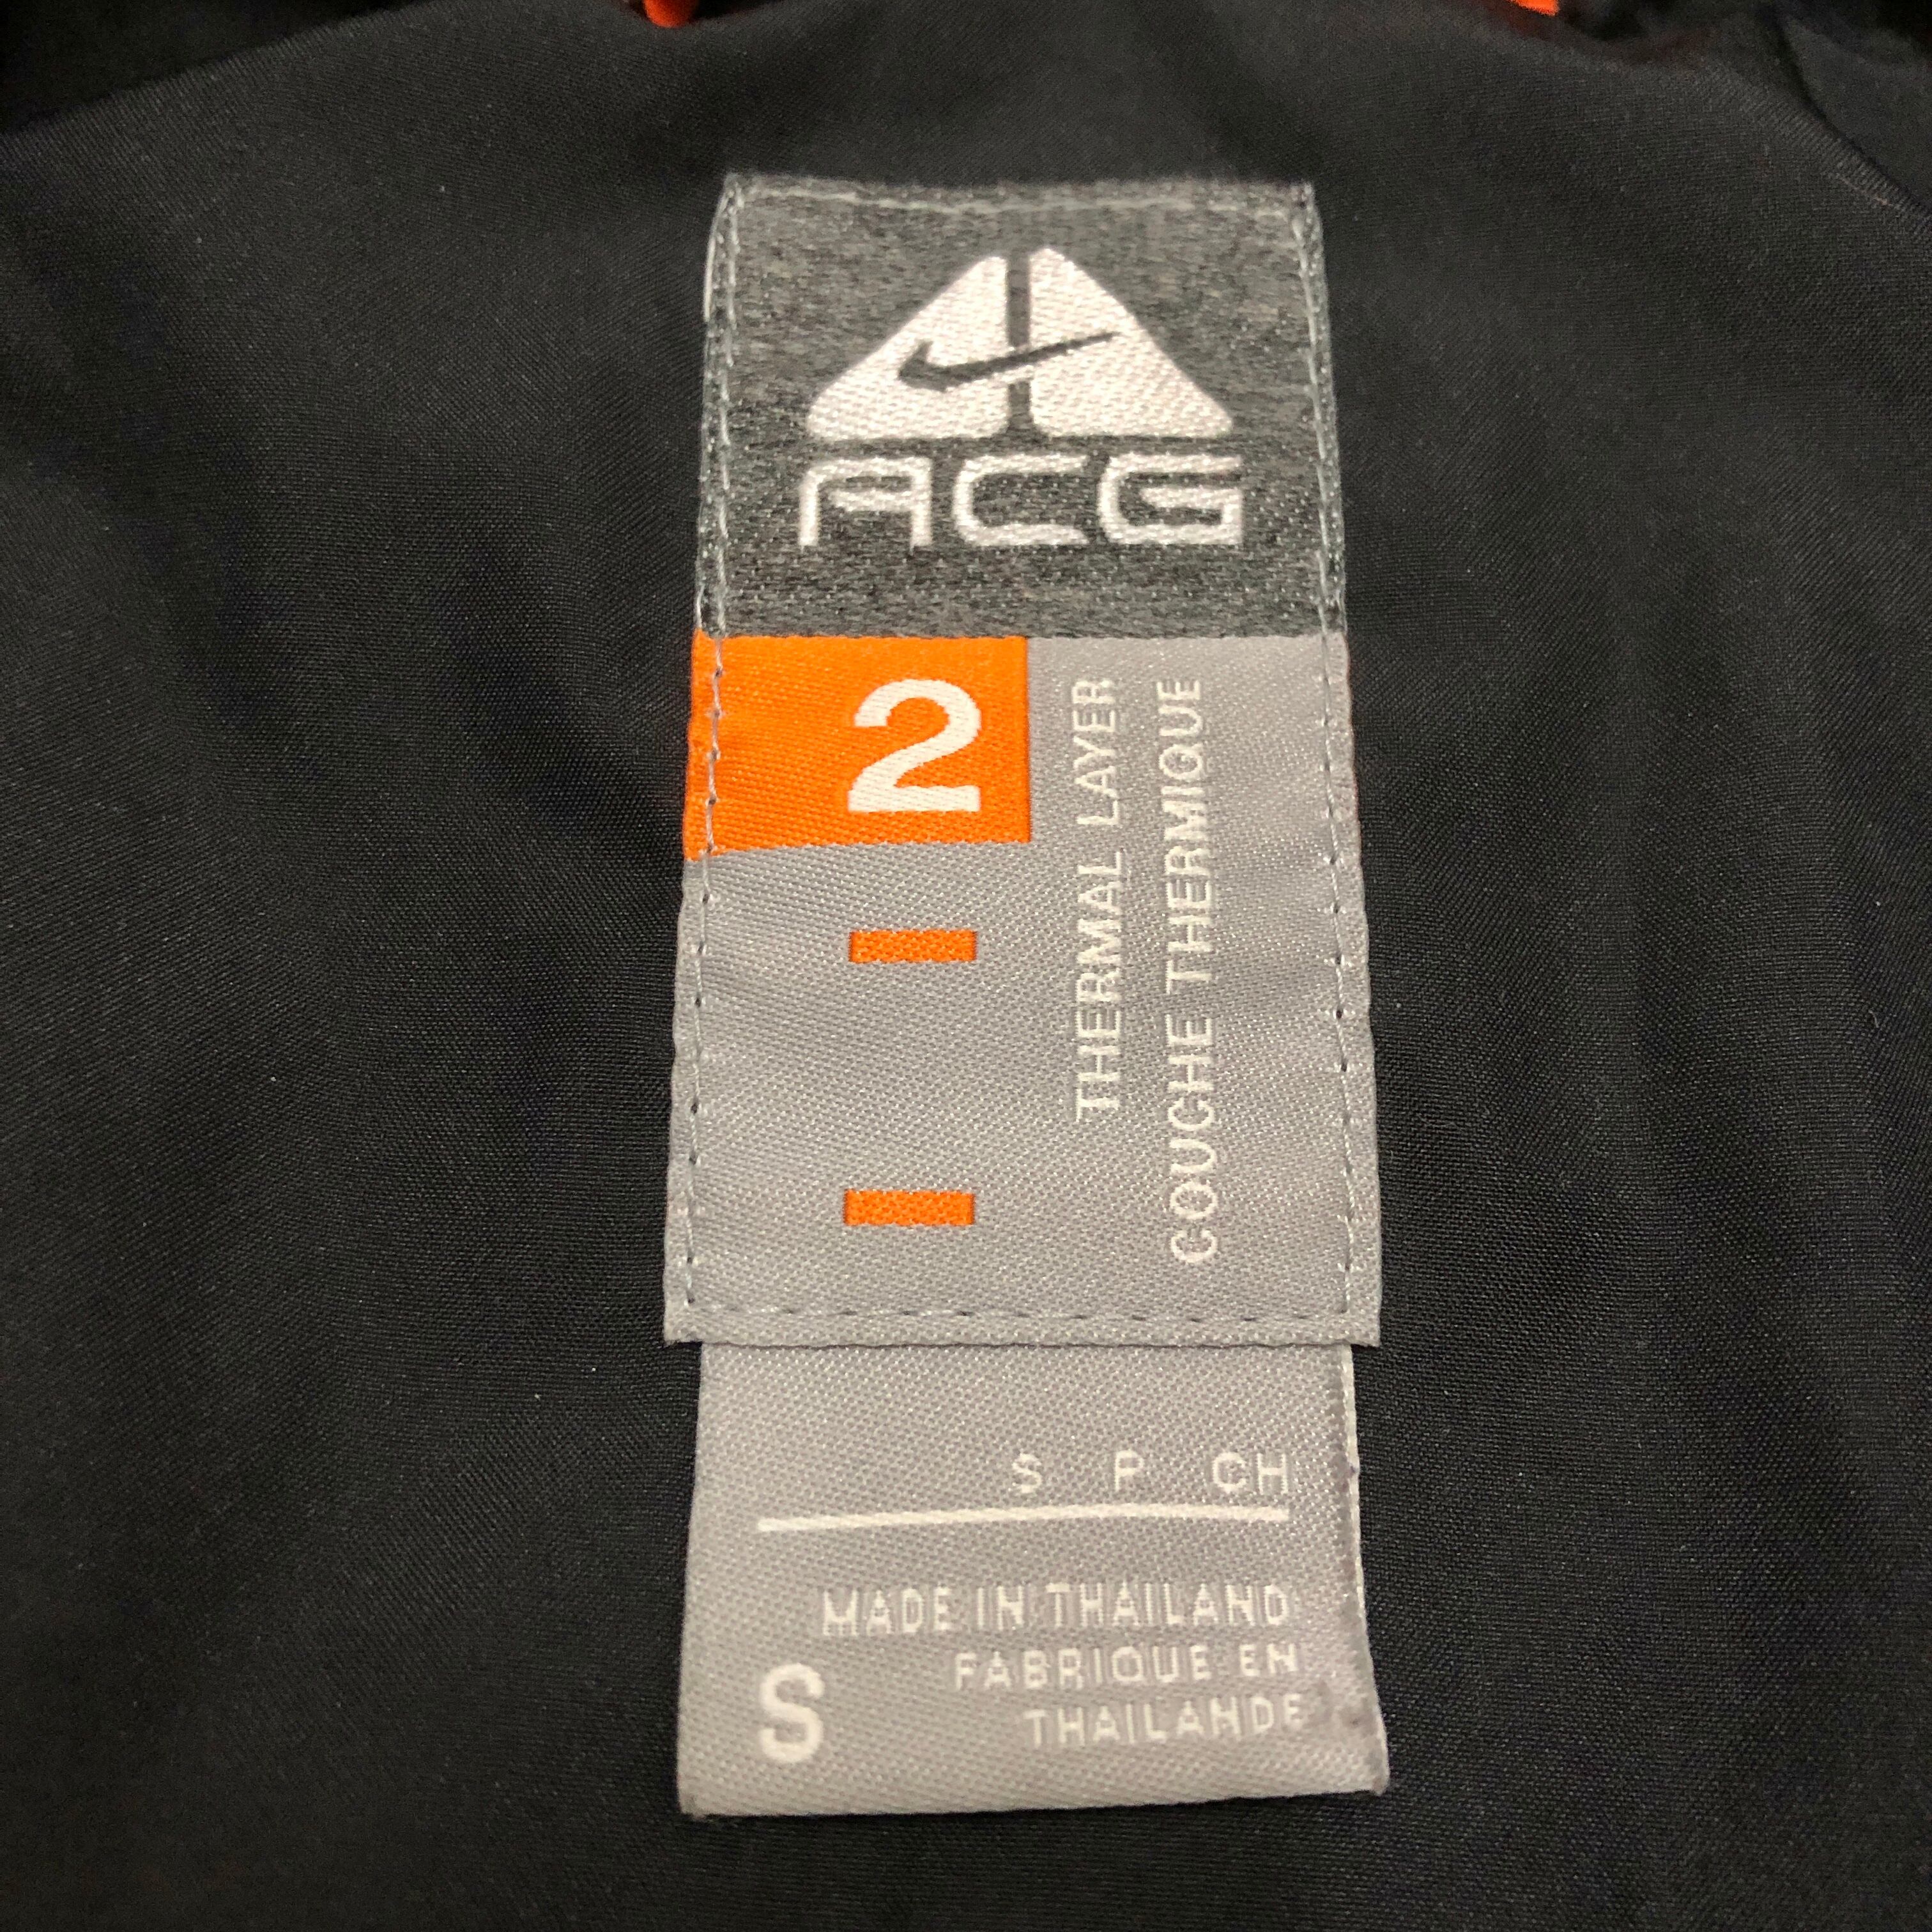 ACG
2
THERMAL LAYER
COUCHE THERMIQUE
S P CH
MADE IN THAILAND
FABRIQUE EN
THAILANDE
S